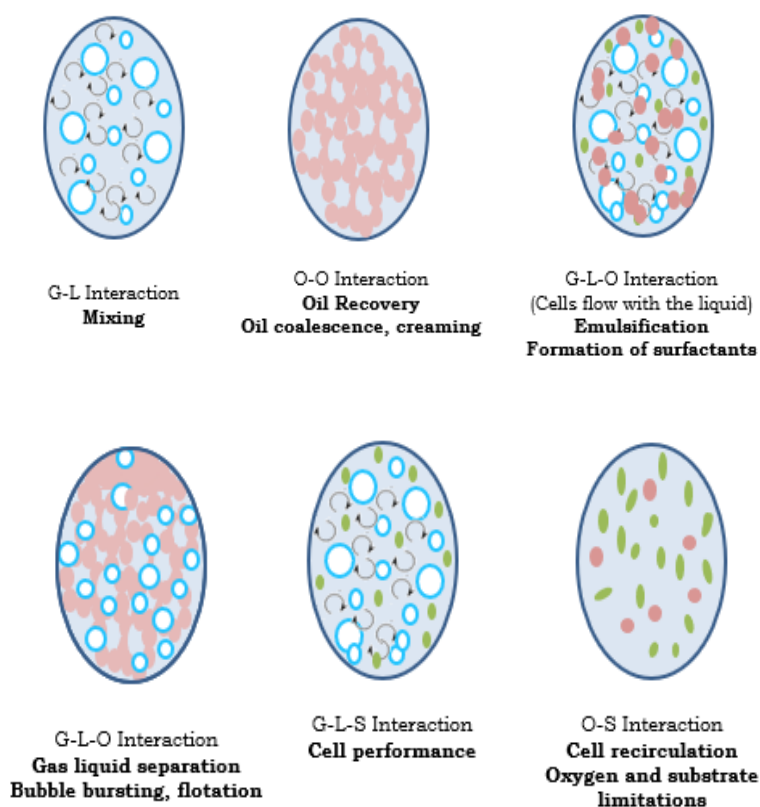 G-L Interaction
Mixing
O-O Interaction
Oil Recovery
Oil coalescence, creaming
G-L-O Interaction
(Cells flow with the liquid)
Emulsification
Formation of surfactants
G-L-O Interaction
Gas liquid separation
Bubble bursting, flotation
G-L-S Interaction
Cell performance
O-S Interaction
Cell recirculation
Oxygen and substrate
limitations